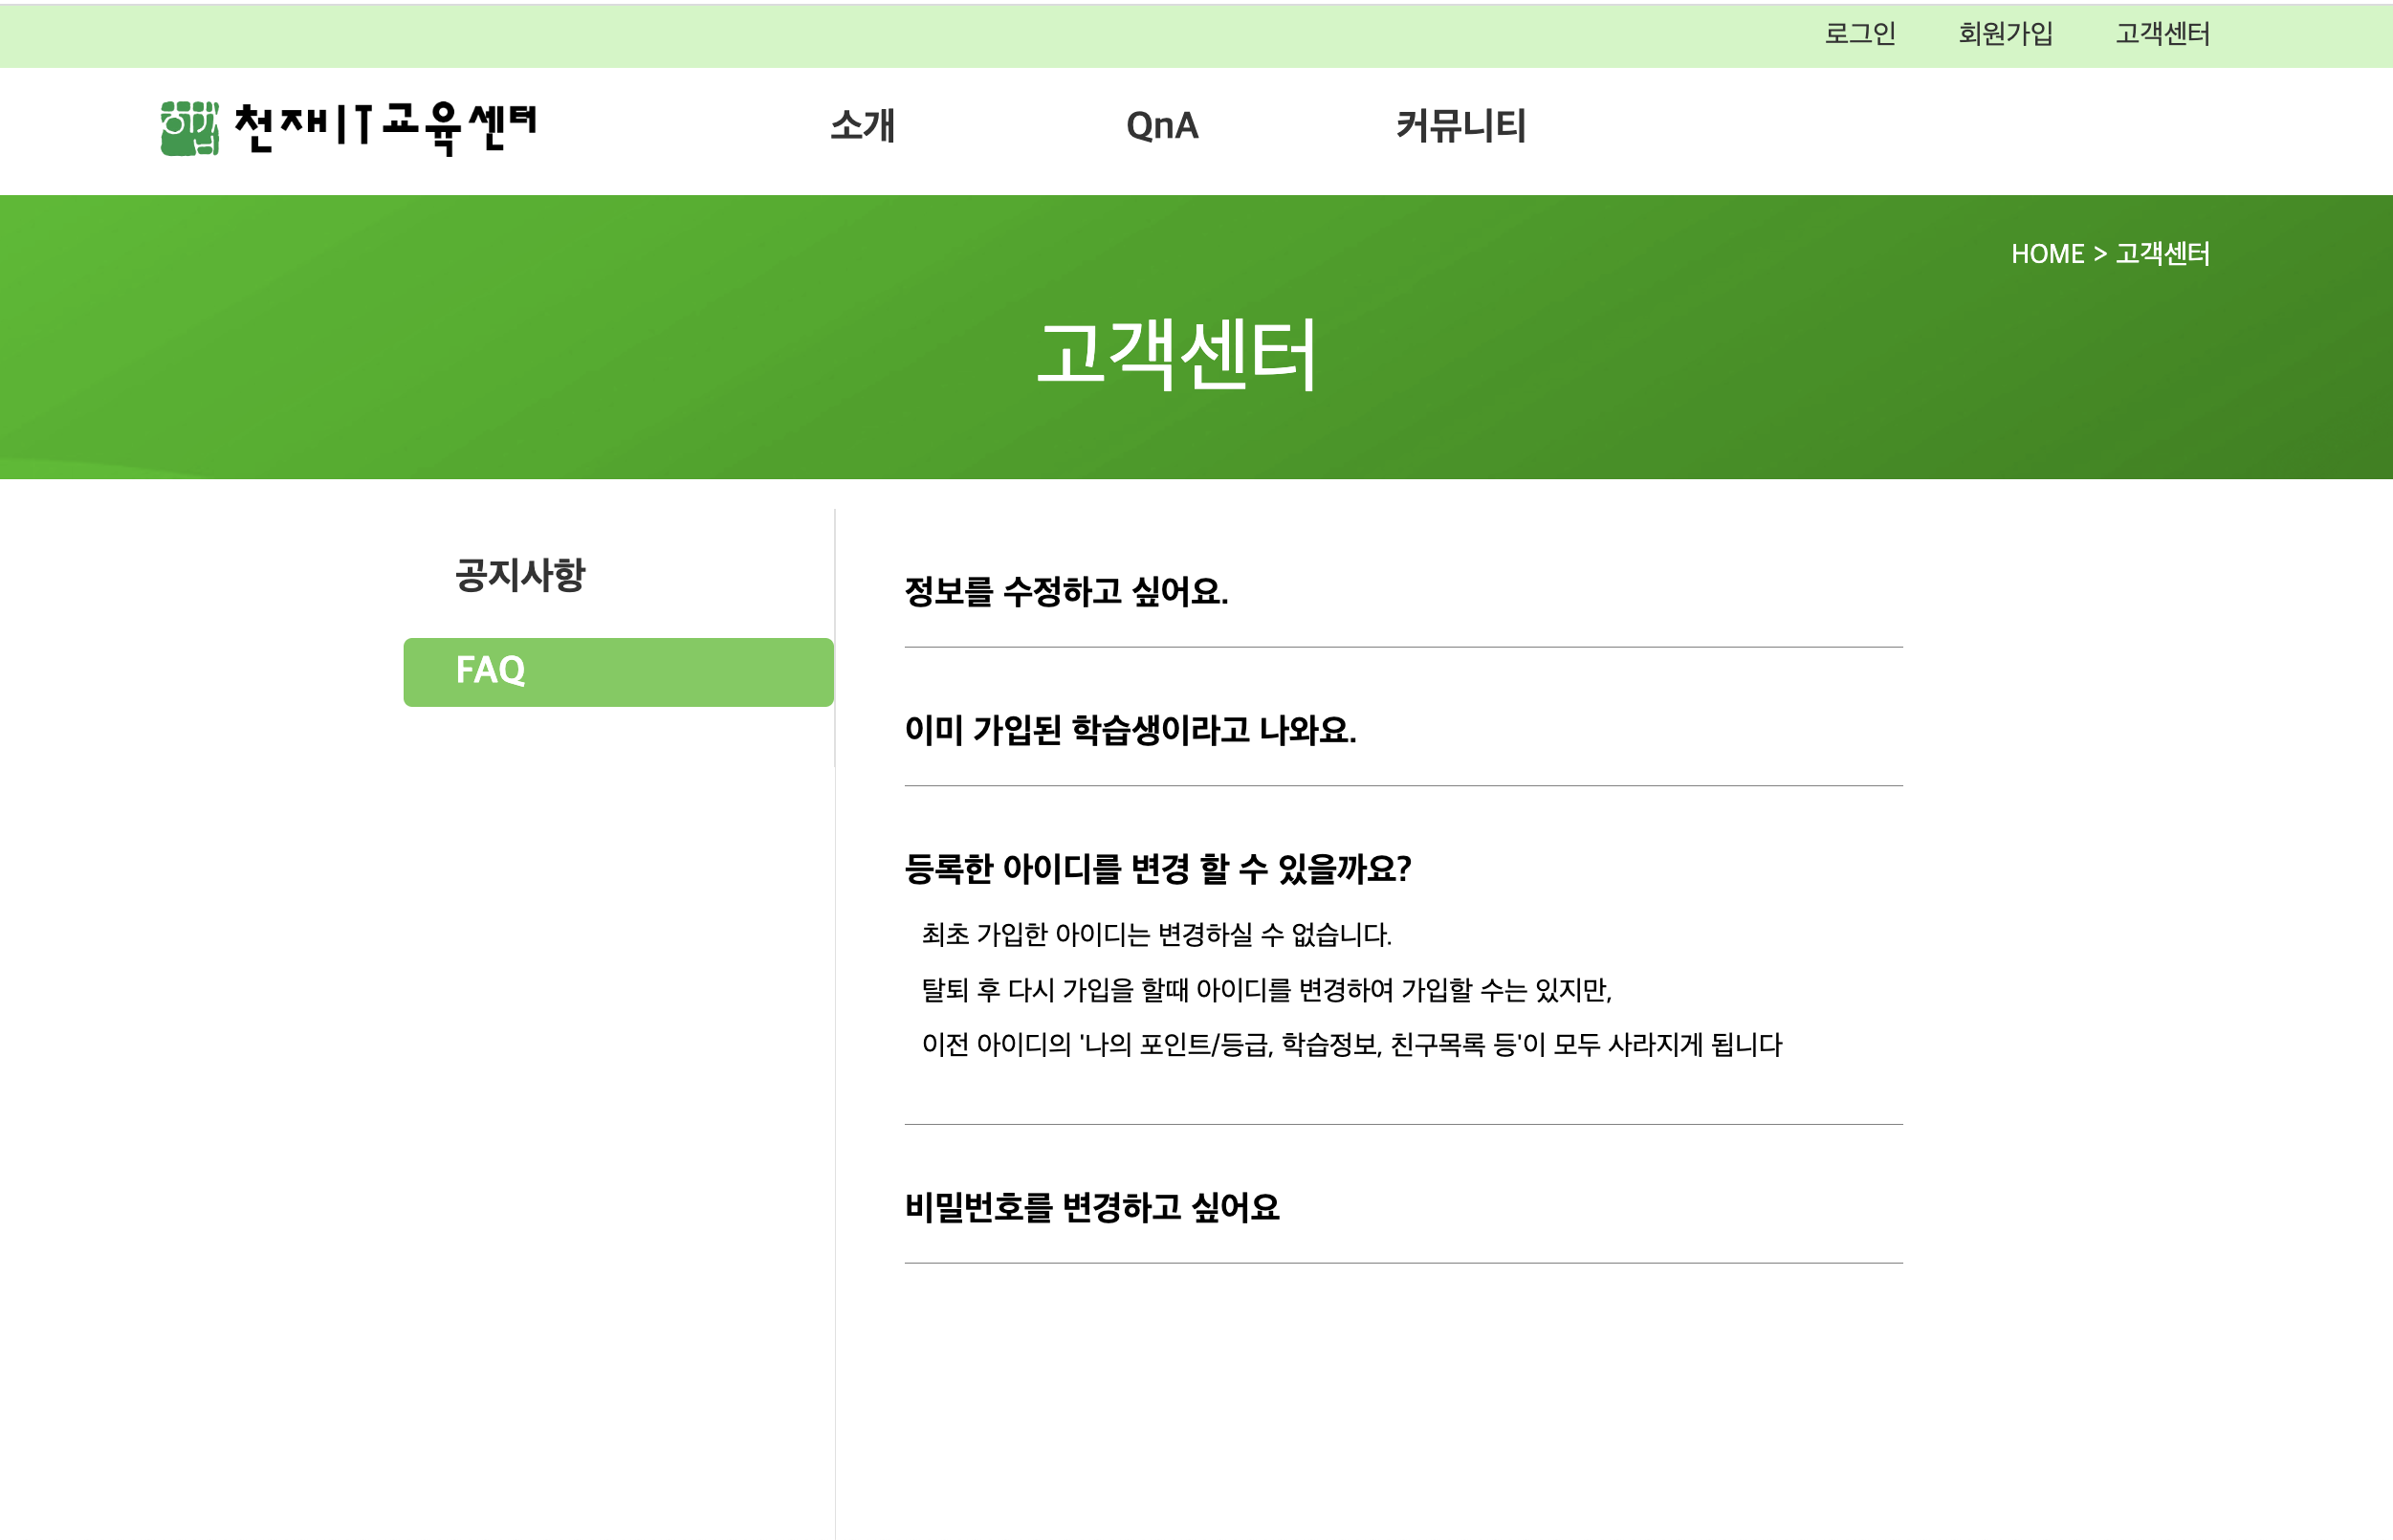 로그인 회원가입 고객센터
천재IT교육센터 소개 QnA 커뮤니티
HOME > 고객센터
고객센터
공지사항
FAQ
정보를 수정하고 싶어요.
이미 가입된 학습생이라고 나와요.
등록한 아이디를 변경 할 수 있을까요?
최초 가입한 아이디는 변경하실 수 없습니다.
탈퇴 후 다시 가입을 할때 아이디를 변경하여 가입할 수는 있지만,
이전 아이디의 '나의 포인트/등급, 학습정보, 친구목록 등'이 모두 사라지게 됩니다
비밀번호를 변경하고 싶어요